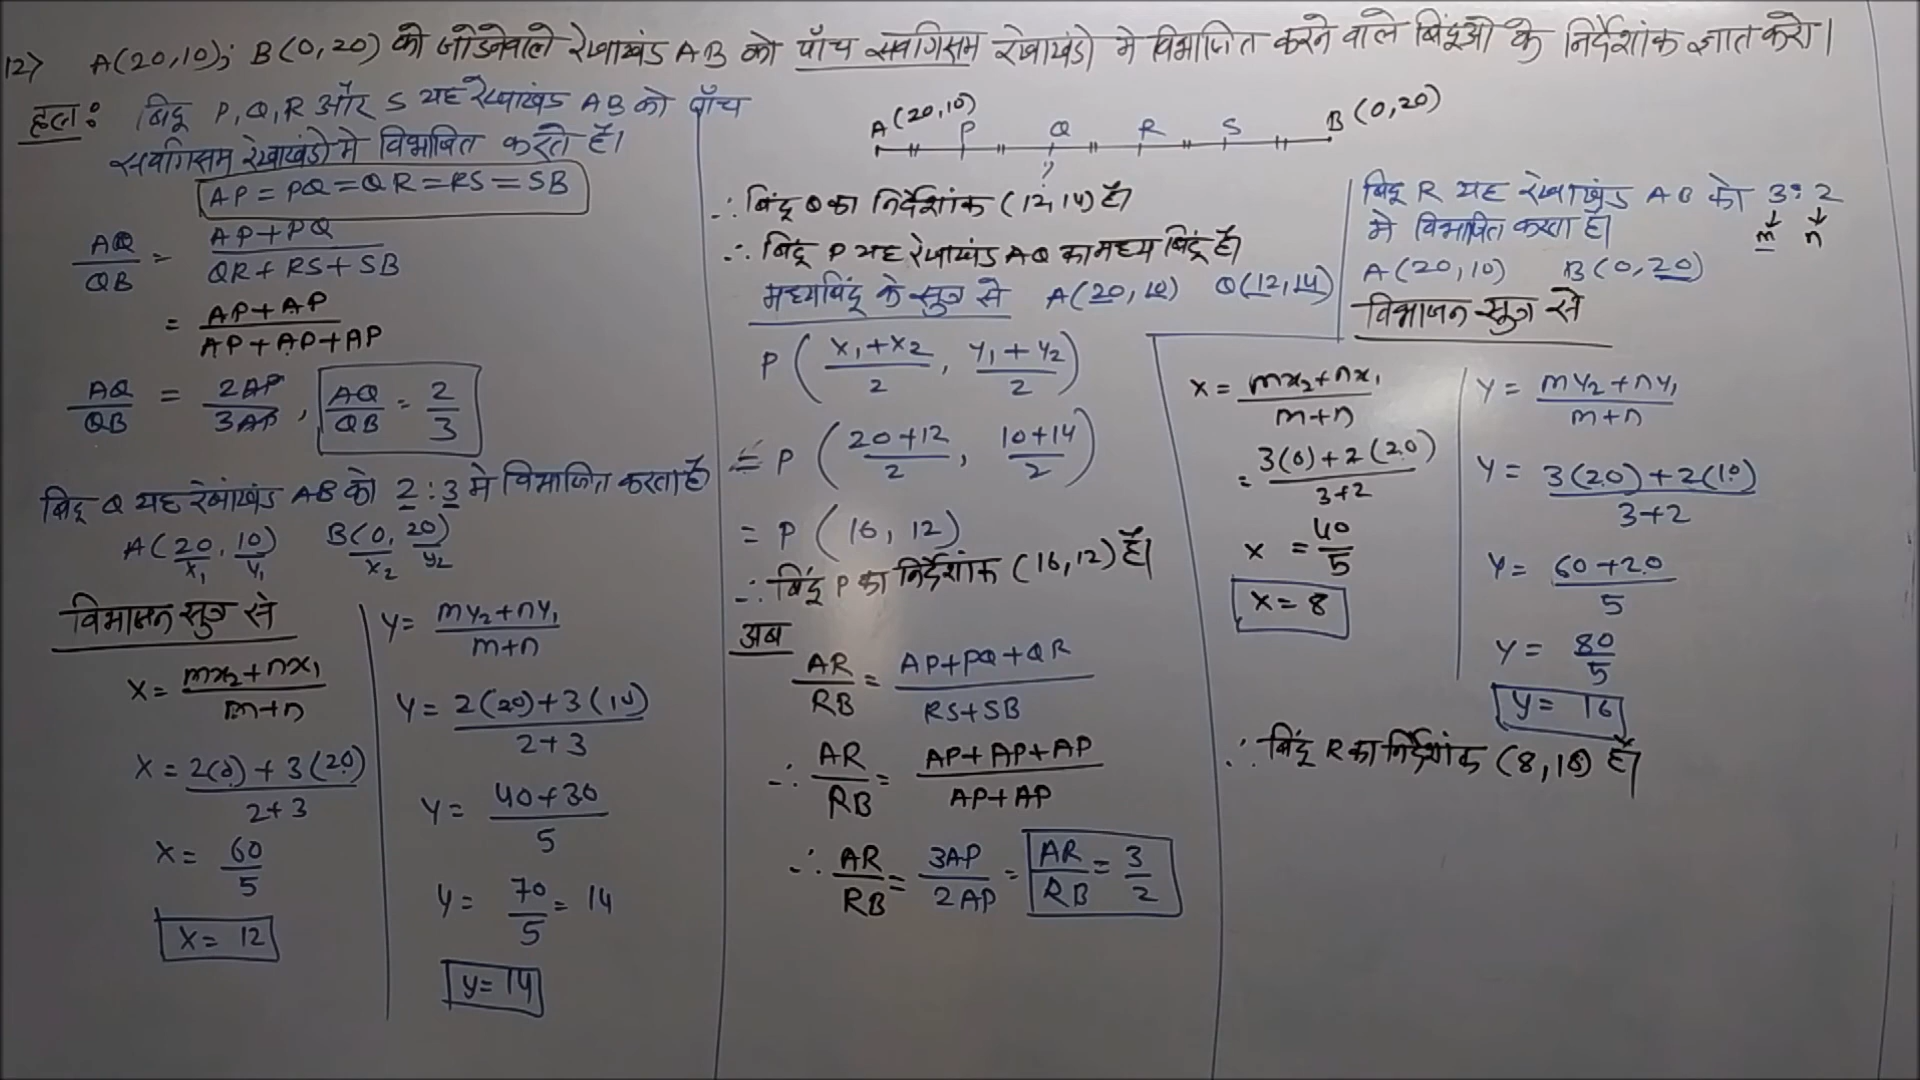 12) A(20,10); B(0,20) को जोडनेवाले रेखाखंड AB को पाँच सर्वांगसम रेखाखंडो मे विभाजित करने वाले बिंदूओ के निर्देशांक ज्ञात करो।
हल: बिंदू P, Q, R और S यह रेखाखंड AB को पाँच
सर्वांगसम रेखाखंडो मे विभाजित करते है।
AP = PQ = QR = RS = SB
AQ/QB = AP+PQ/QR+RS+SB
= AP+AP/AP+AP+AP
AQ/QB = 2AP/3AP, AQ/QB = 2/3
बिंदू Q यह रेखाखंड AB को 2:3 मे विभाजित करता है
A(20, 10) B(0, 20)
x₁ y₁ x₂ y₂
विभाजन सुत्र से
x = mx₂+nx₁/m+n
x = 2(0)+3(20)/2+3
x = 60/5
x = 12
y = my₂+ny₁/m+n
y = 2(20)+3(10)/2+3
y = 40+30/5
y = 70/5 = 14
y = 14
A(20,10) P Q R S B(0,20)
?
∴ बिंदू Q का निर्देशांक (12,14) है।
∴ बिंदू P यह रेखाखंड AQ का मध्य बिंदू है।
मध्यबिंदू के सुत्र से A(20,10) Q(12,14)
P(x₁+x₂/2, y₁+y₂/2)
= P(20+12/2, 10+14/2)
= P(16, 12)
∴ बिंदू P का निर्देशांक (16,12) है।
अब
AR/RB = AP+PQ+QR/RS+SB
∴ AR/RB = AP+AP+AP/AP+AP
∴ AR/RB = 3AP/2AP = AR/RB = 3/2
बिंदू R यह रेखाखंड AB को 3:2
मे विभाजित करता है। m n
A(20,10) B(0,20)
विभाजन सुत्र से
x = mx₂+nx₁/m+n
= 3(0)+2(20)/3+2
x = 40/5
x = 8
y = my₂+ny₁/m+n
y = 3(20)+2(10)/3+2
y = 60+20/5
y = 80/5
y = 16
∴ बिंदू R का निर्देशांक (8,16) है।